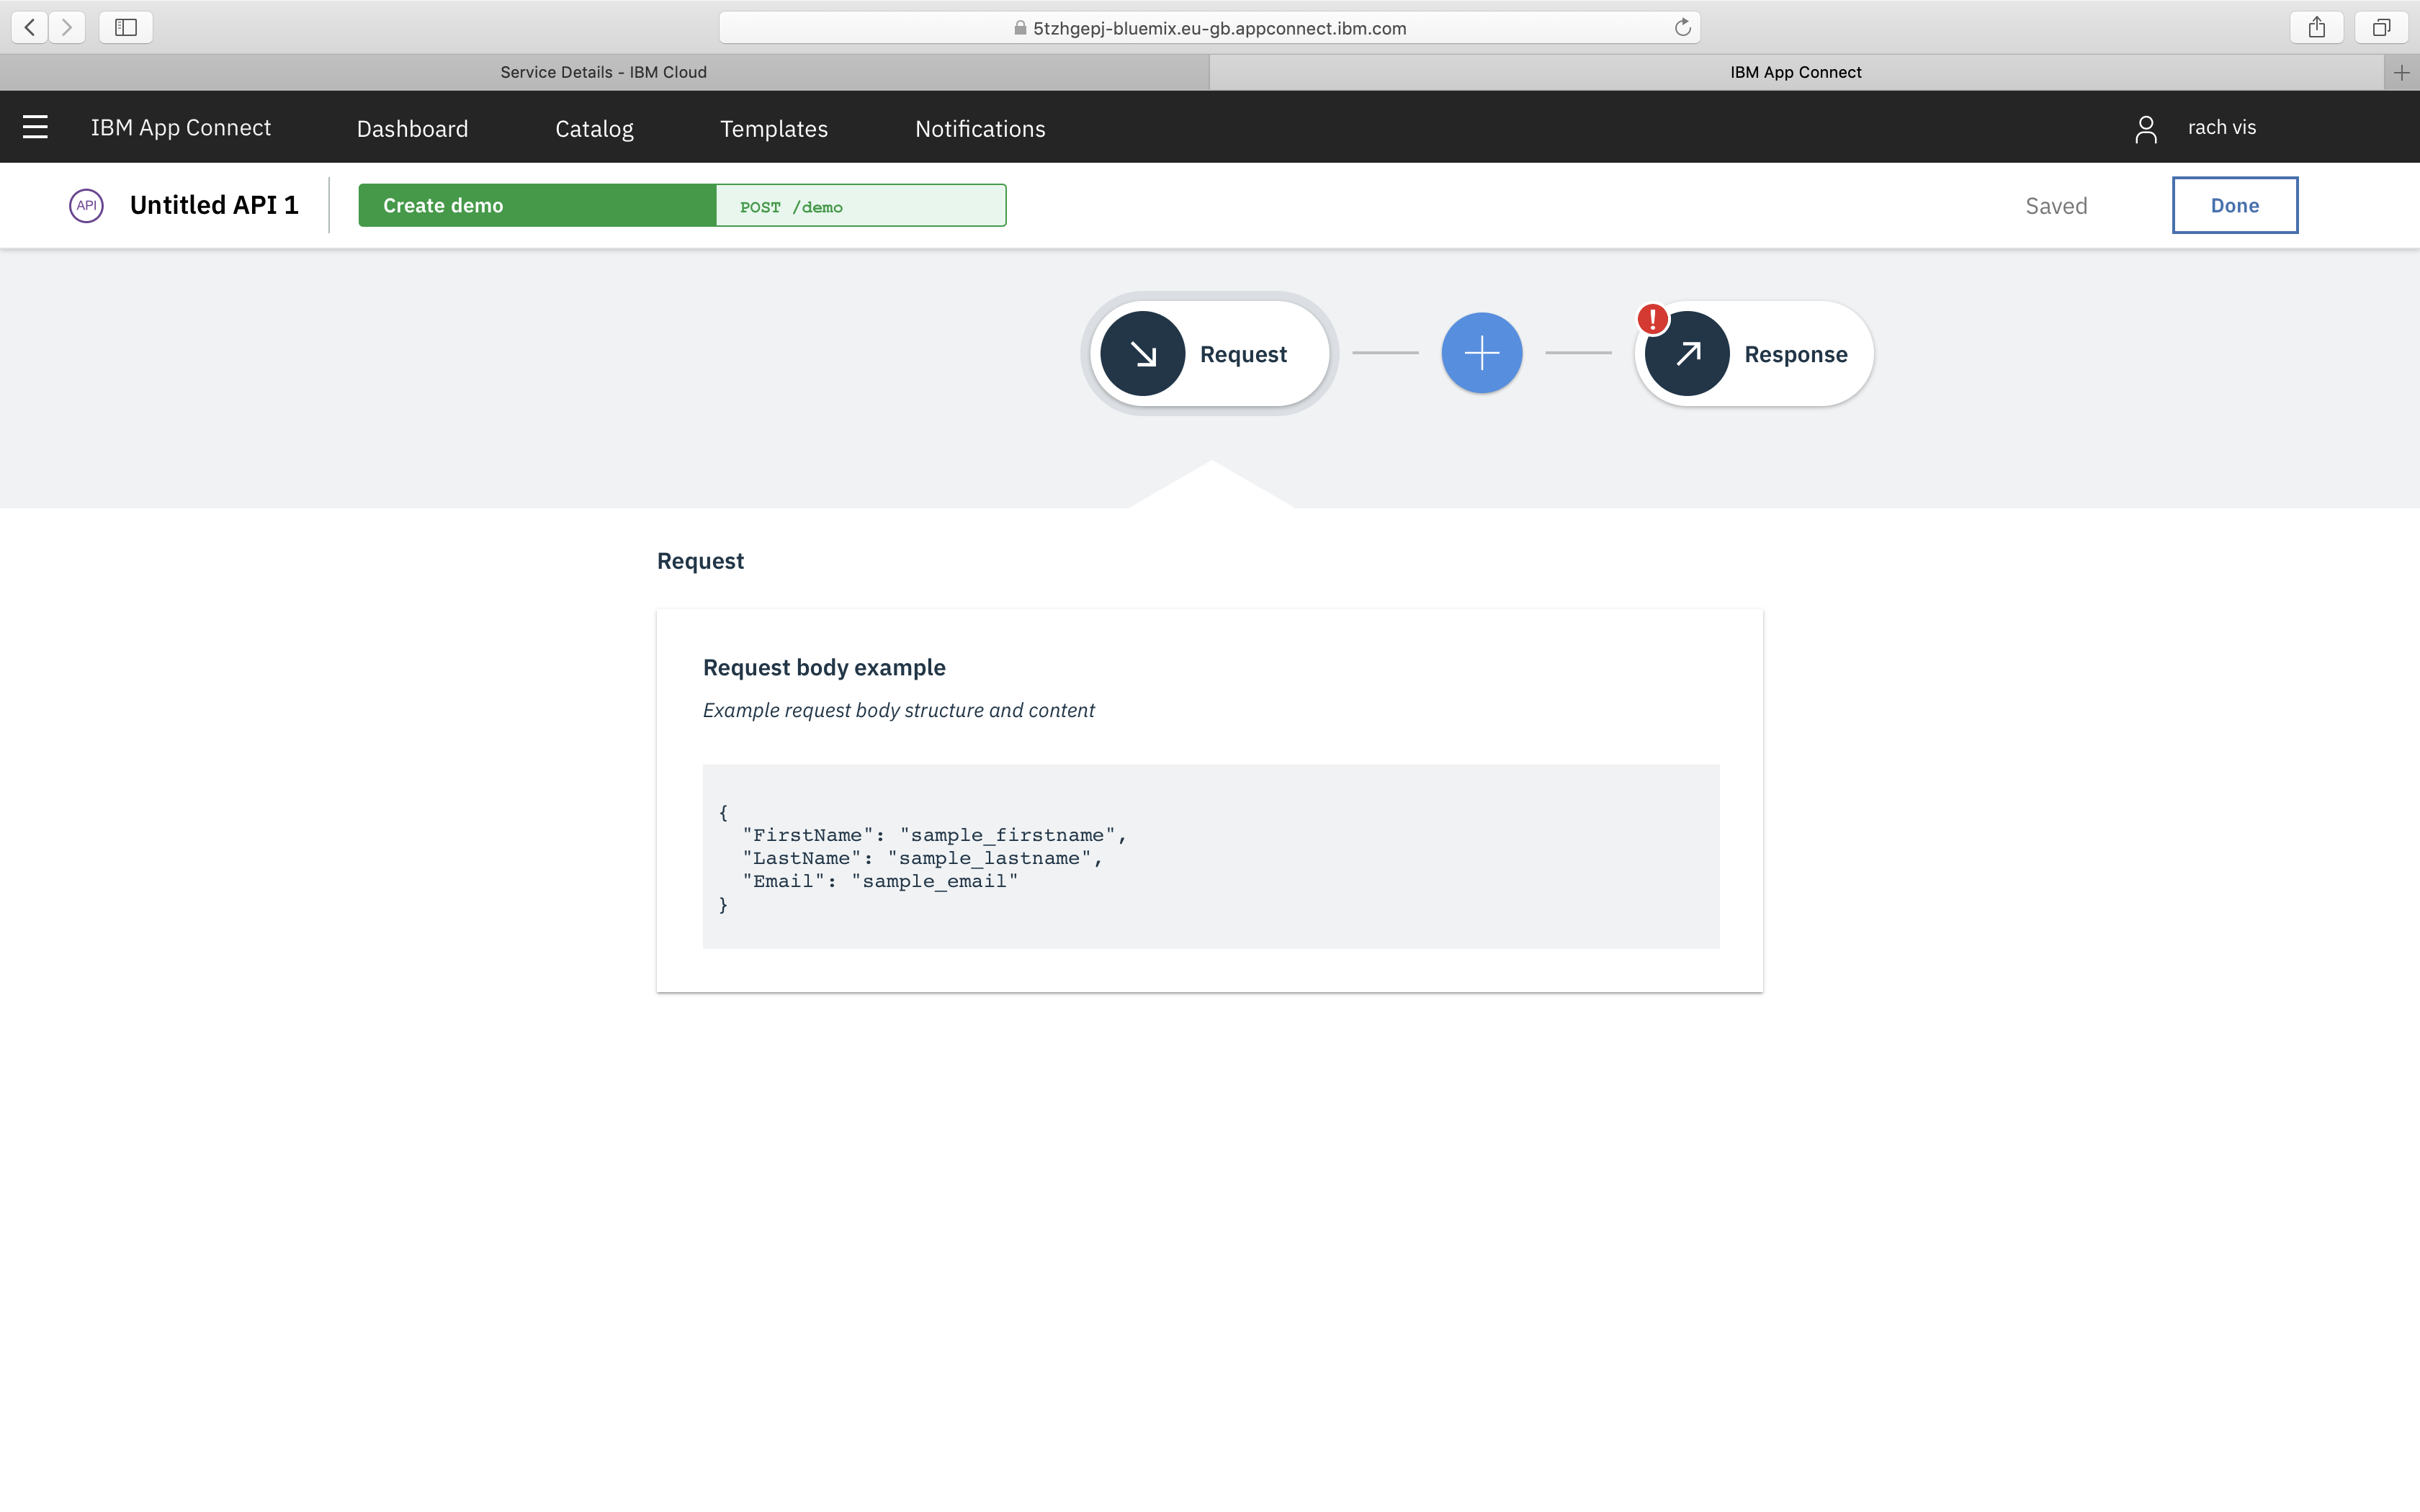 5tzhgepj-bluemix.eu-gb.appconnect.ibm.com
Service Details - IBM Cloud
IBM App Connect
IBM App Connect
Dashboard
Catalog
Templates
Notifications
rach vis
API
Untitled API 1
Create demo
POST /demo
Saved
Done
Request
!
Response
Request
Request body example
Example request body structure and content
{
"FirstName": "sample_firstname",
"LastName": "sample_lastname",
"Email": "sample_email"
}